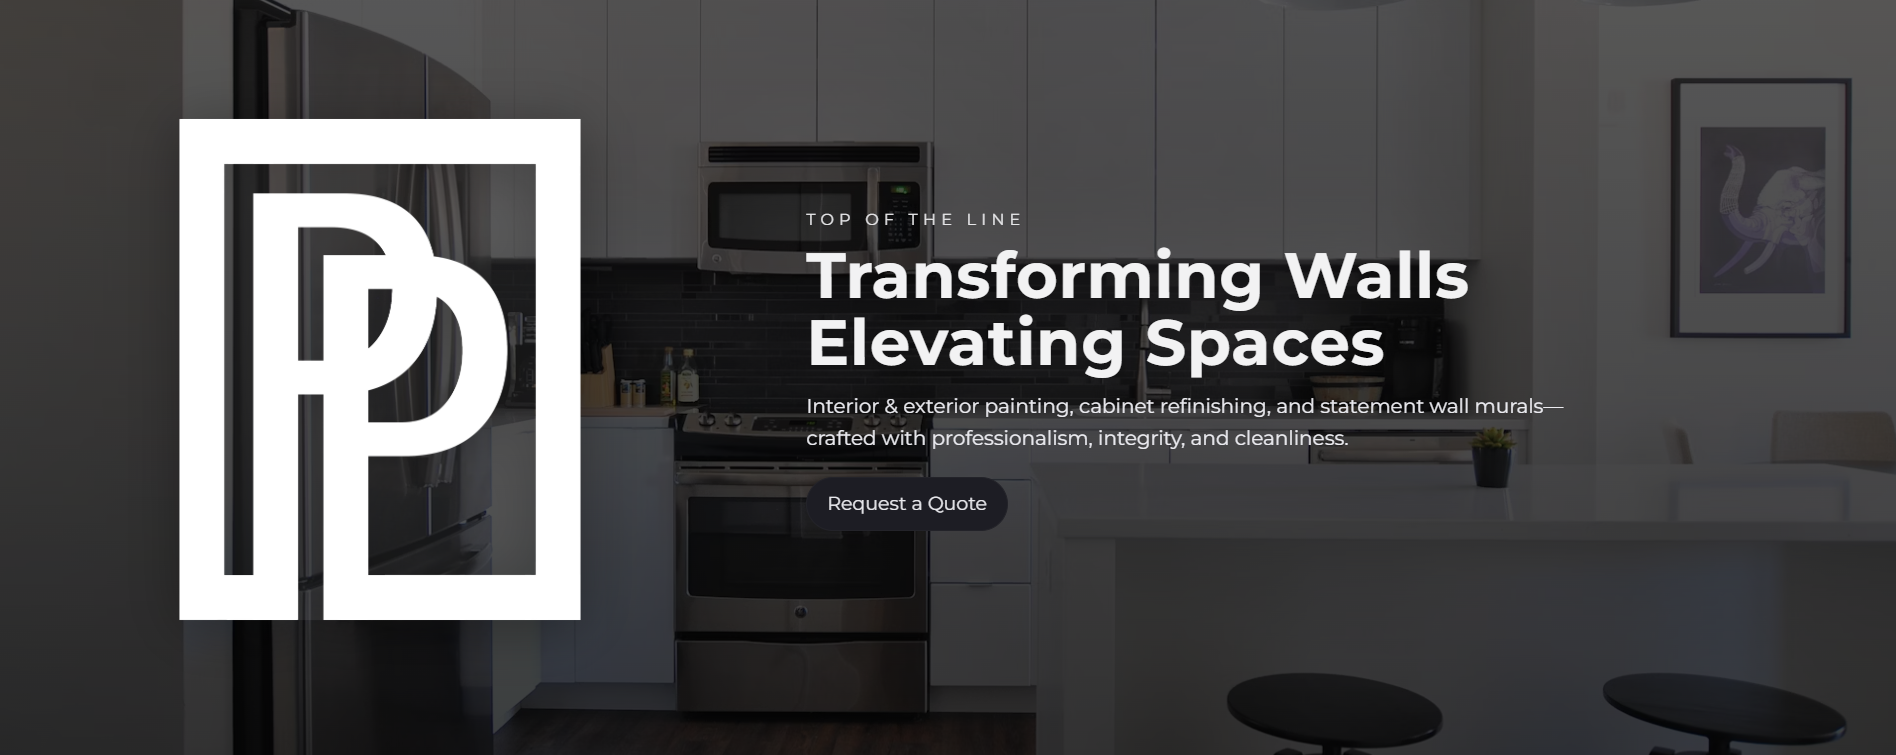 PP
TOP OF THE LINE
Transforming Walls
Elevating Spaces
Interior & exterior painting, cabinet refinishing, and statement wall murals—
crafted with professionalism, integrity, and cleanliness.
Request a Quote